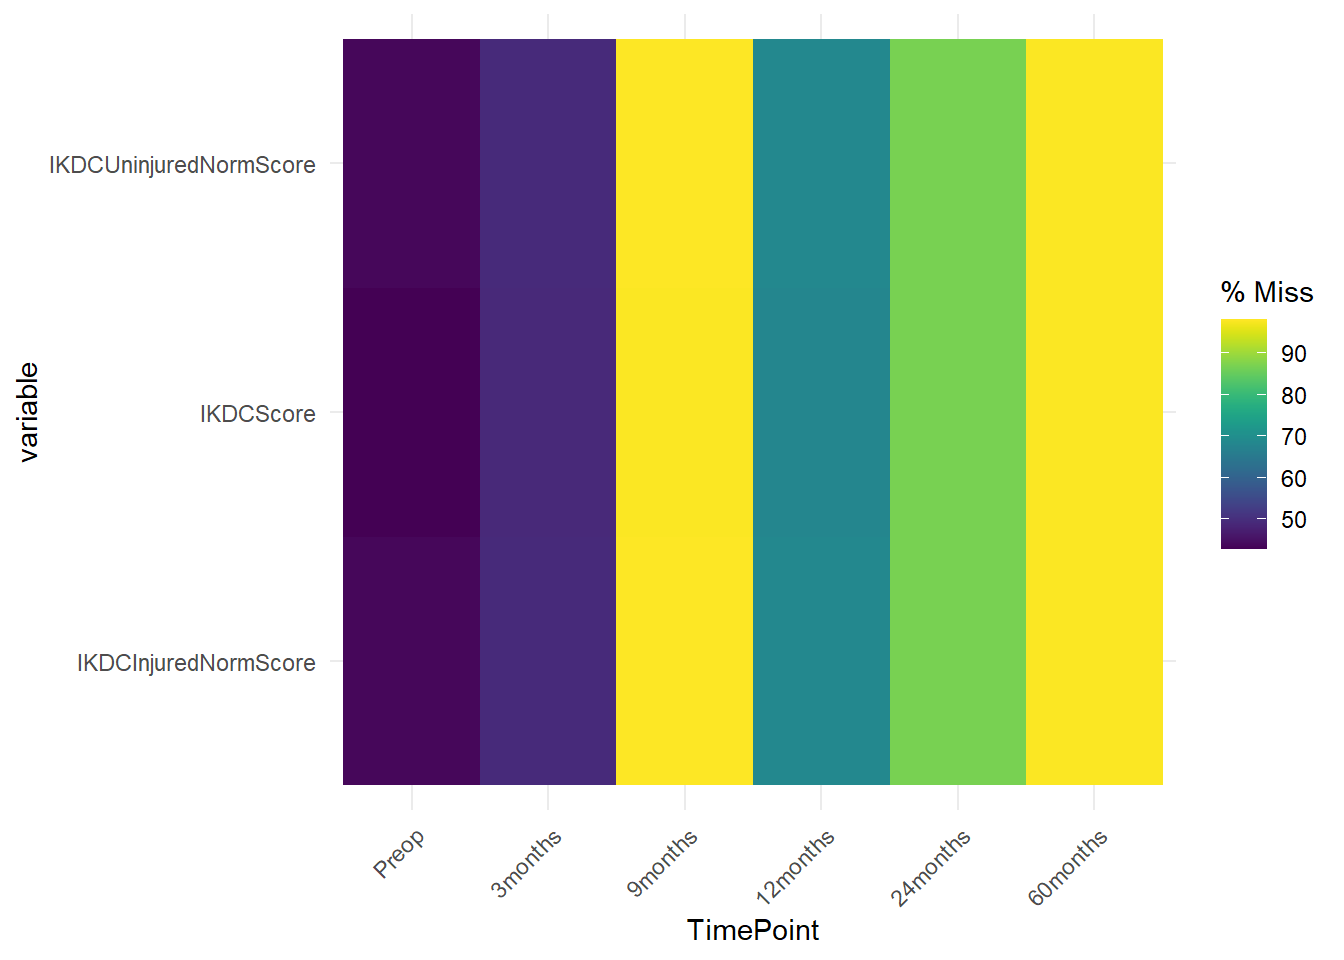 variable
IKDCUninjuredNormScore
IKDCScore
IKDCInjuredNormScore
Preop
3months
9months
12months
24months
60months
TimePoint
% Miss
90
80
70
60
50